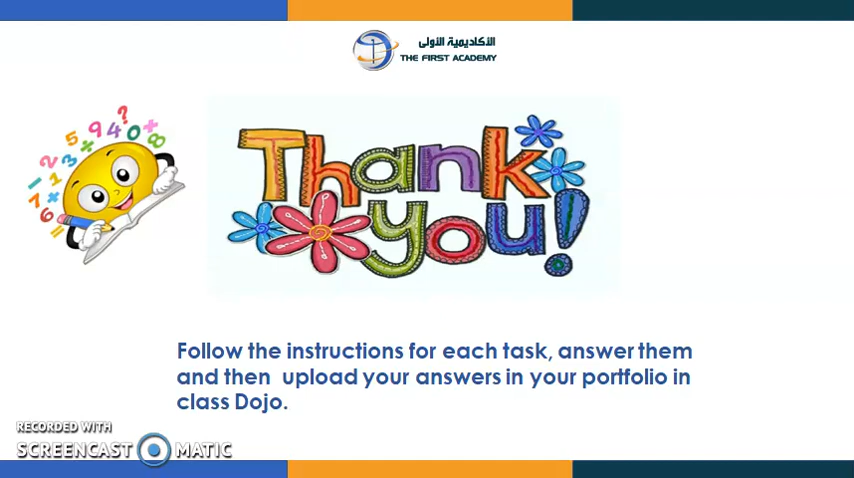 الأكاديمية الأولى
THE FIRST ACADEMY
Thank
you!
Follow the instructions for each task, answer them
and then upload your answers in your portfolio in
class Dojo.
RECORDED WITH
SCREENCAST MATIC